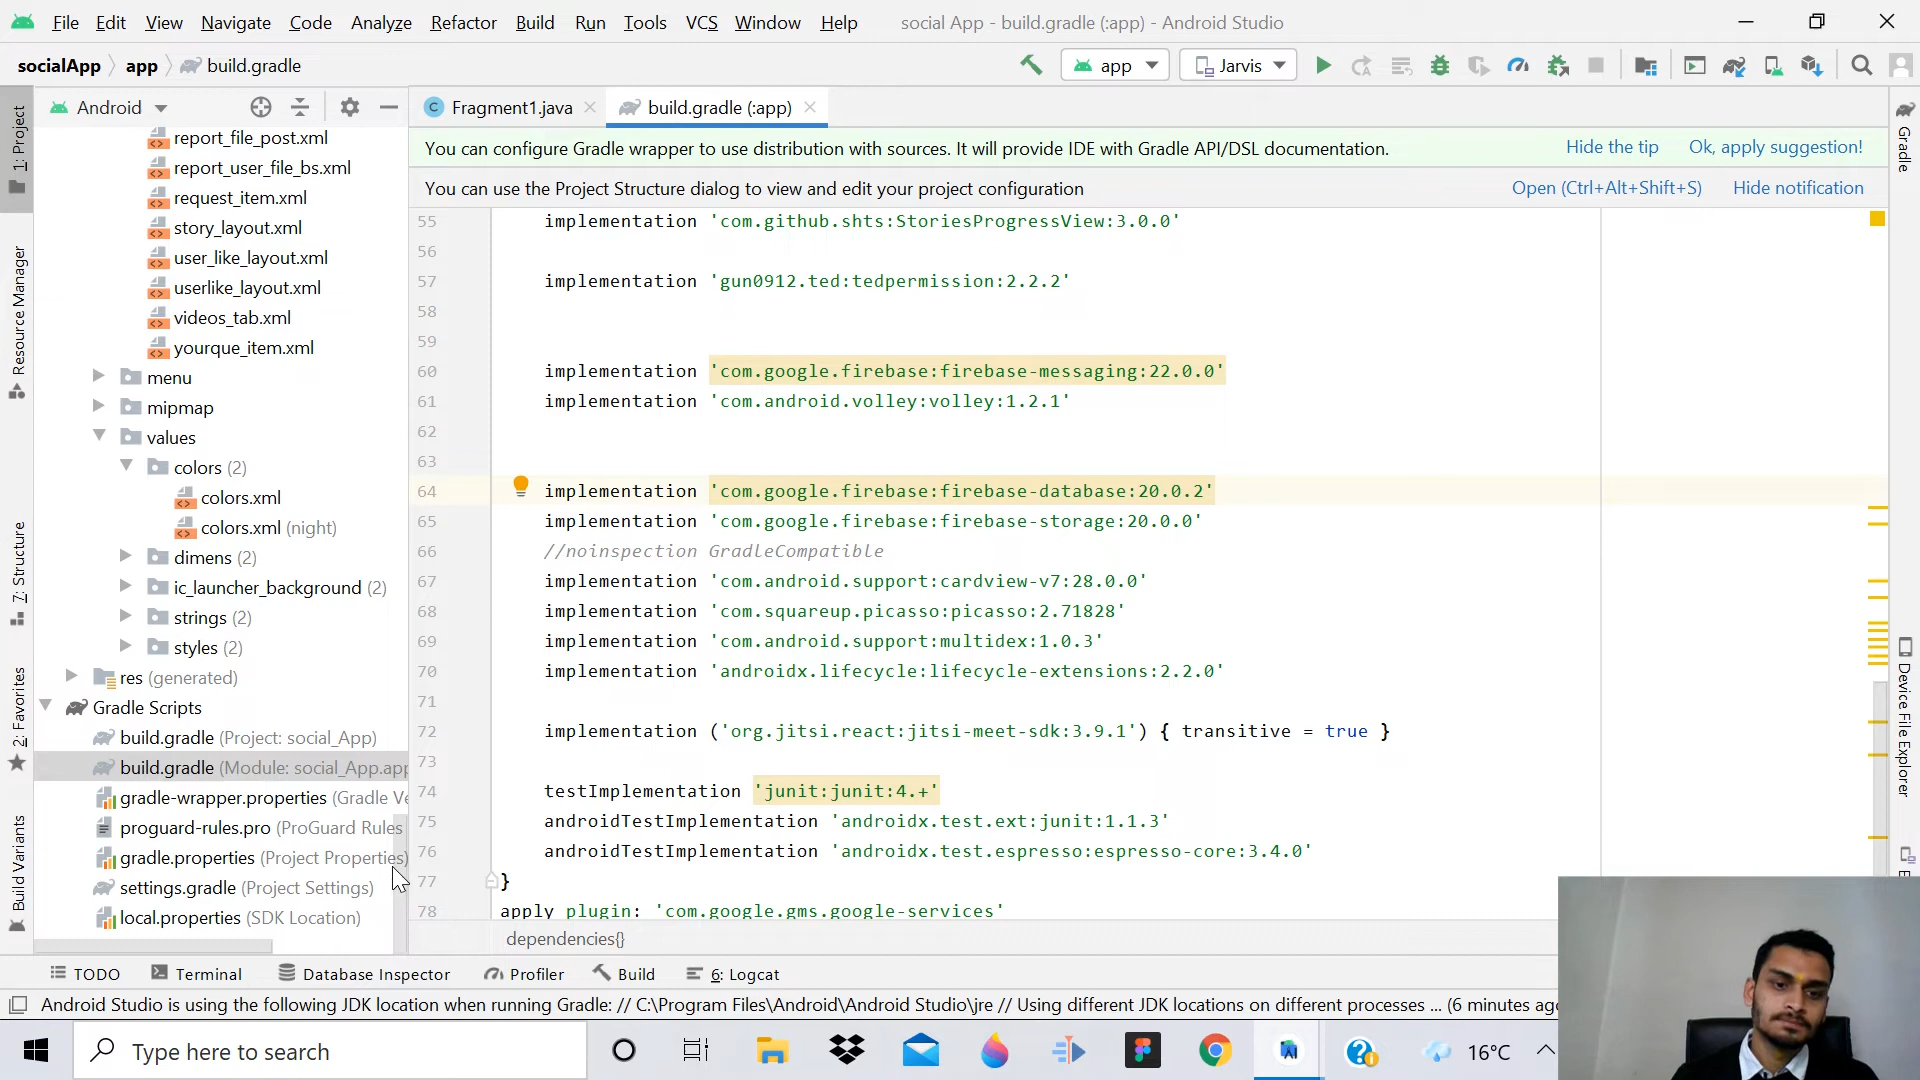 File Edit View Navigate Code Analyze Refactor Build Run Tools VCS Window Help social App - build.gradle (:app) - Android Studio
socialApp app build.gradle app Jarvis
Android
Fragment1.java build.gradle (:app)
You can configure Gradle wrapper to use distribution with sources. It will provide IDE with Gradle API/DSL documentation. Hide the tip Ok, apply suggestion!
You can use the Project Structure dialog to view and edit your project configuration Open (Ctrl+Alt+Shift+S) Hide notification
1: Project
Resource Manager
7: Structure
2: Favorites
Build Variants
report_file_post.xml
report_user_file_bs.xml
request_item.xml
story_layout.xml
user_like_layout.xml
userlike_layout.xml
videos_tab.xml
yourque_item.xml
menu
mipmap
values
colors (2)
colors.xml
colors.xml (night)
dimens (2)
ic_launcher_background (2)
strings (2)
styles (2)
res (generated)
Gradle Scripts
build.gradle (Project: social_App)
build.gradle (Module: social_App.app
gradle-wrapper.properties (Gradle Ve
proguard-rules.pro (ProGuard Rules
gradle.properties (Project Properties)
settings.gradle (Project Settings)
local.properties (SDK Location)
55 implementation 'com.github.shts:StoriesProgressView:3.0.0'
56
57 implementation 'gun0912.ted:tedpermission:2.2.2'
58
59
60 implementation 'com.google.firebase:firebase-messaging:22.0.0'
61 implementation 'com.android.volley:volley:1.2.1'
62
63
64 implementation 'com.google.firebase:firebase-database:20.0.2'
65 implementation 'com.google.firebase:firebase-storage:20.0.0'
66 //noinspection GradleCompatible
67 implementation 'com.android.support:cardview-v7:28.0.0'
68 implementation 'com.squareup.picasso:picasso:2.71828'
69 implementation 'com.android.support:multidex:1.0.3'
70 implementation 'androidx.lifecycle:lifecycle-extensions:2.2.0'
71
72 implementation ('org.jitsi.react:jitsi-meet-sdk:3.9.1') { transitive = true }
73
74 testImplementation 'junit:junit:4.+'
75 androidTestImplementation 'androidx.test.ext:junit:1.1.3'
76 androidTestImplementation 'androidx.test.espresso:espresso-core:3.4.0'
77 }
78 apply plugin: 'com.google.gms.google-services'
dependencies{}
Gradle
Device File Explorer
TODO Terminal Database Inspector Profiler Build 6: Logcat
Android Studio is using the following JDK location when running Gradle: // C:\Program Files\Android\Android Studio\jre // Using different JDK locations on different processes ... (6 minutes ago
Type here to search 16°C